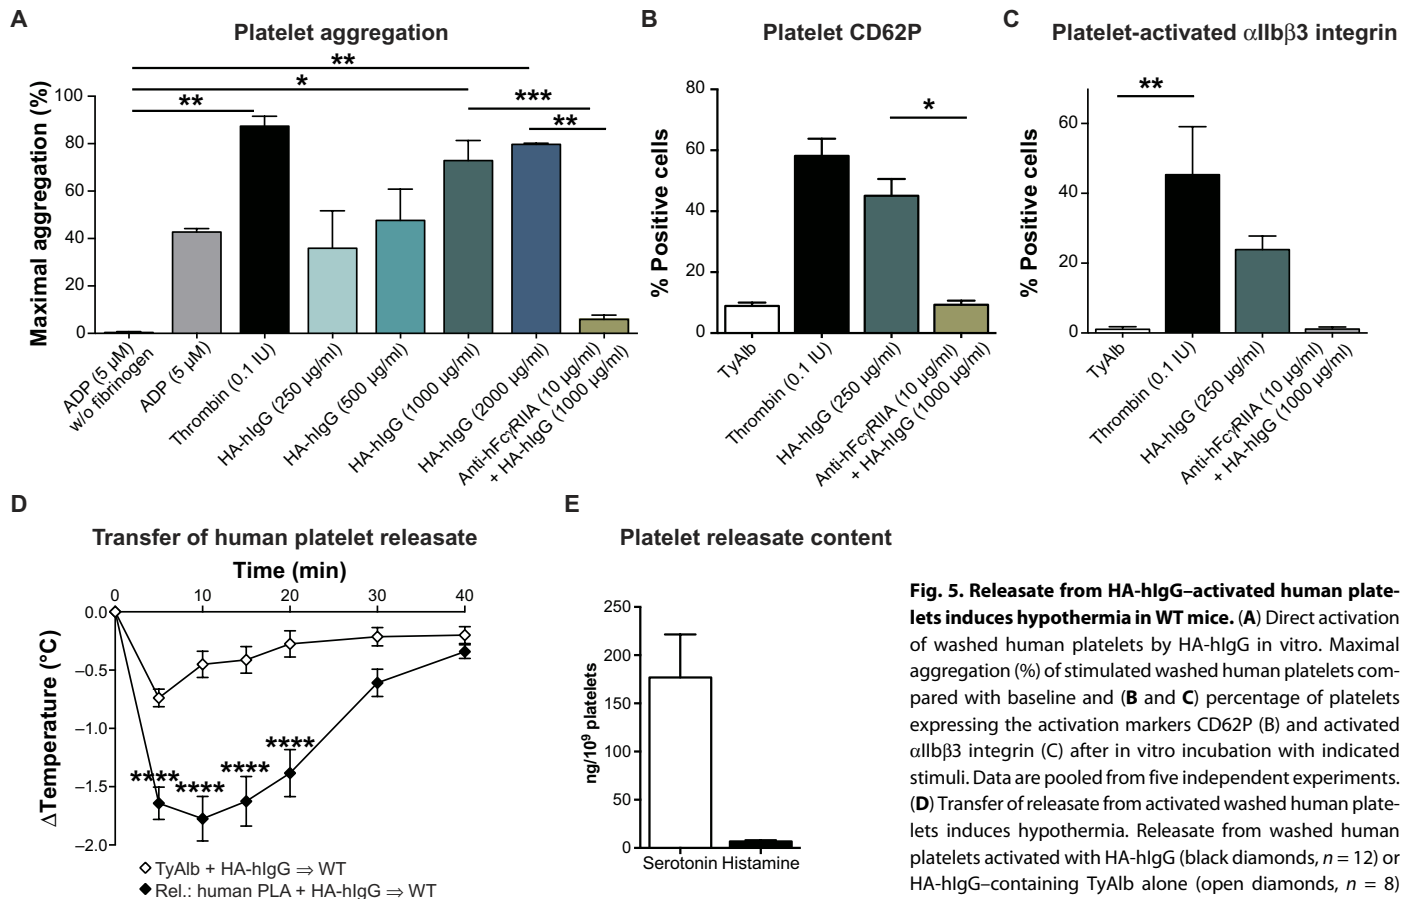 A
Platelet aggregation
Maximal aggregation (%)
100
80
60
40
20
0
**
*
**
***
**
ADP (5 µM)
w/o fibrinogen
ADP (5 µM)
Thrombin (0.1 IU)
HA-hIgG (250 µg/ml)
HA-hIgG (500 µg/ml)
HA-hIgG (1000 µg/ml)
HA-hIgG (2000 µg/ml)
Anti-hFcγRIIA (10 µg/ml)
+ HA-hIgG (1000 µg/ml)
B
Platelet CD62P
% Positive cells
80
60
40
20
0
*
TyAlb
Thrombin (0.1 IU)
HA-hIgG (250 µg/ml)
Anti-hFcγRIIA (10 µg/ml)
+ HA-hIgG (1000 µg/ml)
C
Platelet-activated αIIbβ3 integrin
% Positive cells
60
40
20
0
**
TyAlb
Thrombin (0.1 IU)
HA-hIgG (250 µg/ml)
Anti-hFcγRIIA (10 µg/ml)
+ HA-hIgG (1000 µg/ml)
D
Transfer of human platelet releasate
Time (min)
0 10 20 30 40
ΔTemperature (°C)
0.0
–0.5
–1.0
–1.5
–2.0
****
****
****
****
TyAlb + HA-hIgG ⇒ WT
Rel.: human PLA + HA-hIgG ⇒ WT
E
Platelet releasate content
ng/10⁹ platelets
250
200
150
100
50
0
Serotonin Histamine
Fig. 5. Releasate from HA-hIgG–activated human plate-
lets induces hypothermia in WT mice. (A) Direct activation
of washed human platelets by HA-hIgG in vitro. Maximal
aggregation (%) of stimulated washed human platelets com-
pared with baseline and (B and C) percentage of platelets
expressing the activation markers CD62P (B) and activated
αIIbβ3 integrin (C) after in vitro incubation with indicated
stimuli. Data are pooled from five independent experiments.
(D) Transfer of releasate from activated washed human plate-
lets induces hypothermia. Releasate from washed human
platelets activated with HA-hIgG (black diamonds, n = 12) or
HA-hIgG–containing TyAlb alone (open diamonds, n = 8)